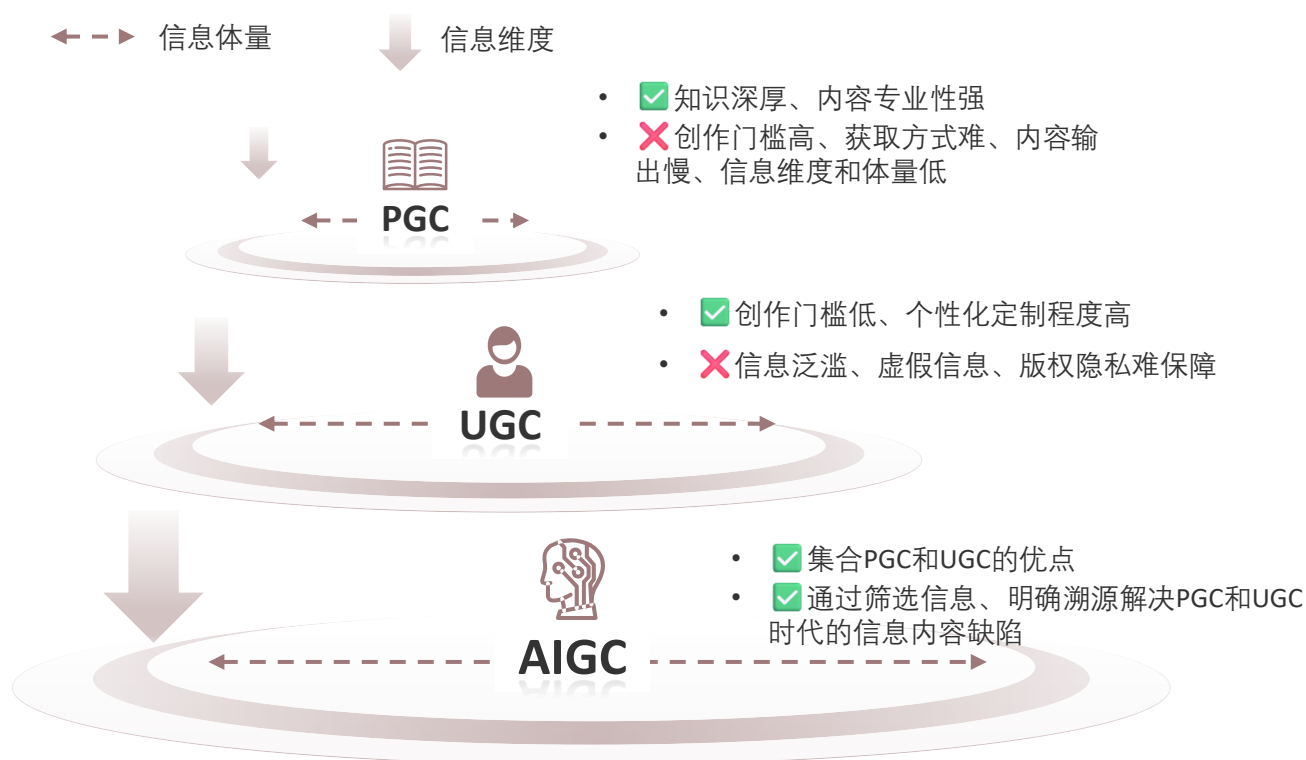 信息体量
信息维度
• ✅知识深厚、内容专业性强
• ❌创作门槛高、获取方式难、内容输
出慢、信息维度和体量低
PGC
• ✅创作门槛低、个性化定制程度高
• ❌信息泛滥、虚假信息、版权隐私难保障
UGC
• ✅集合PGC和UGC的优点
• ✅通过筛选信息、明确溯源解决PGC和UGC
时代的信息内容缺陷
AIGC